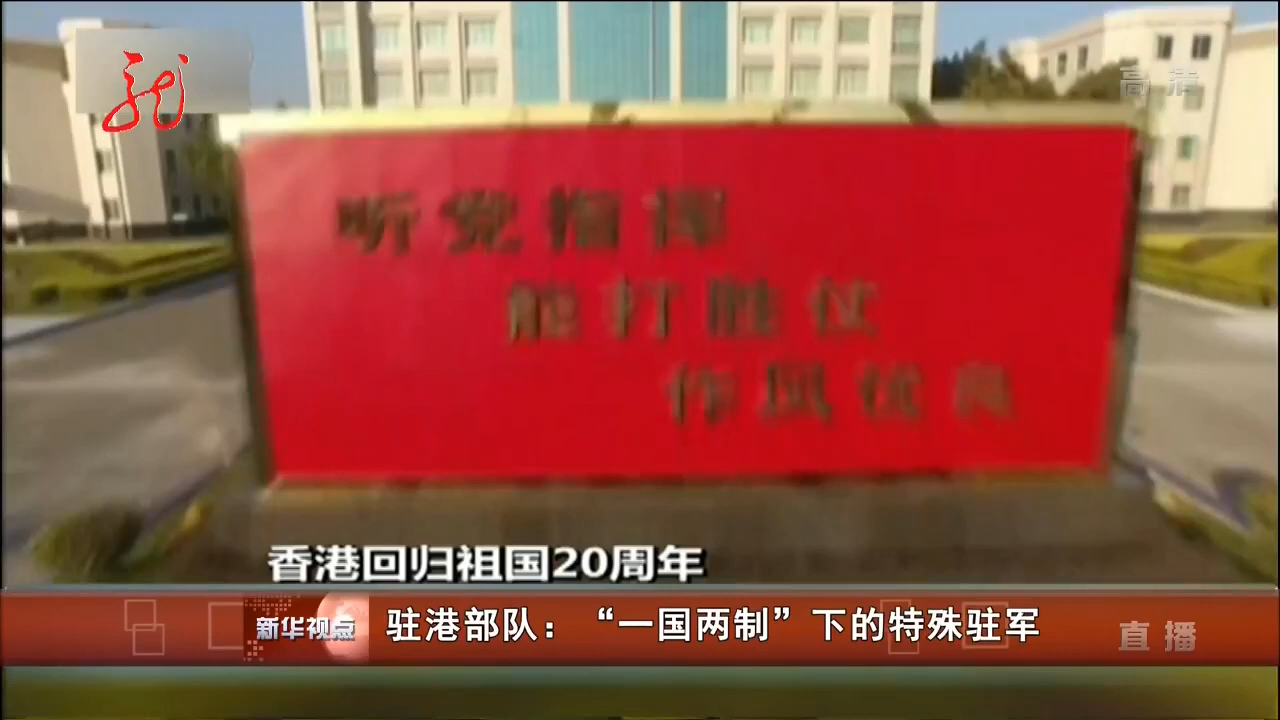 龙
高清
听党指挥
能打胜仗
作风优良
香港回归祖国20周年
新华视点
驻港部队：“一国两制”下的特殊驻军
直播